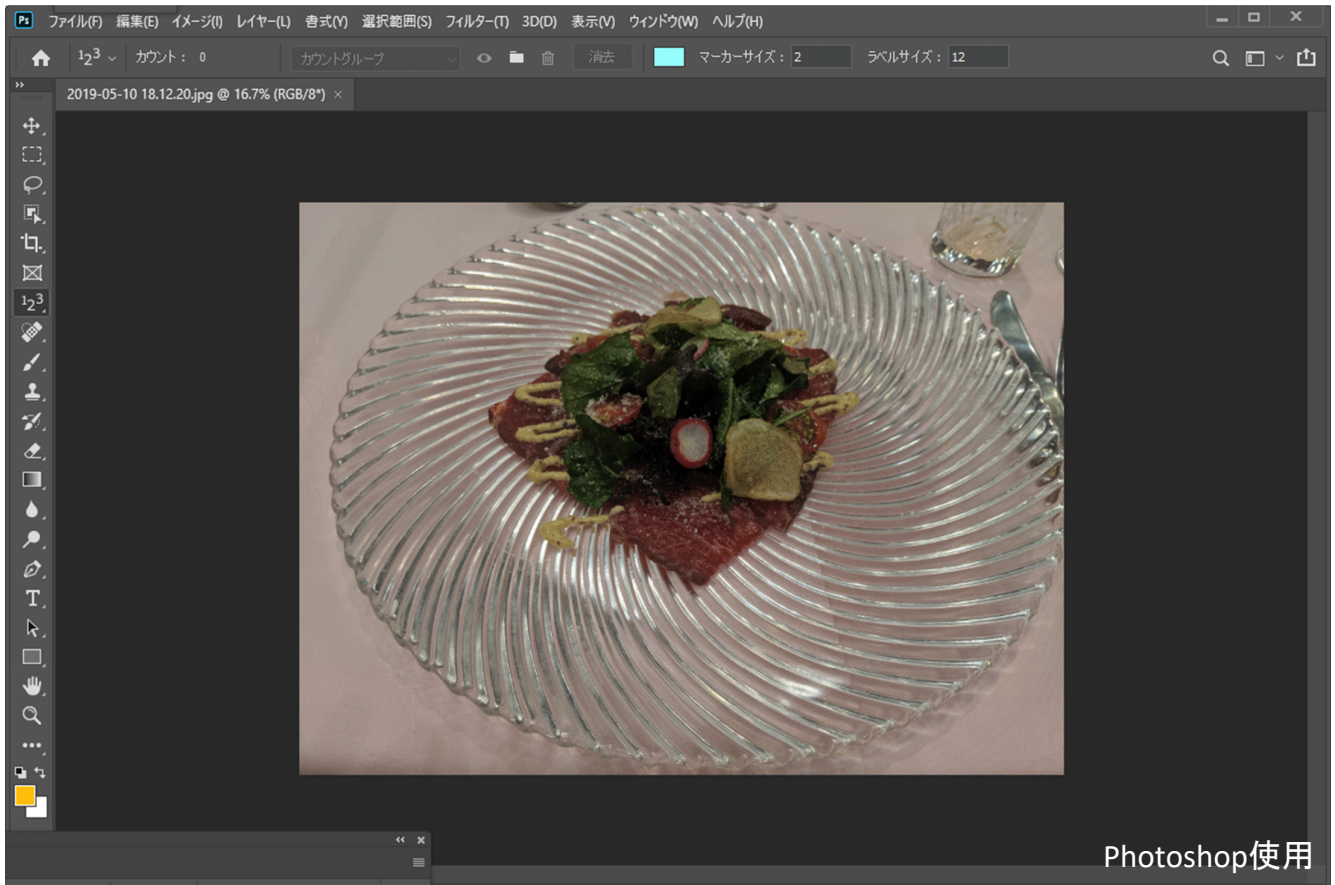 Ps ファイル(F) 編集(E) イメージ(I) レイヤー(L) 書式(Y) 選択範囲(S) フィルター(T) 3D(D) 表示(V) ウィンドウ(W) ヘルプ(H)
123 カウント： 0 カウントグループ 消去 マーカーサイズ： 2 ラベルサイズ： 12
2019-05-10 18.12.20.jpg @ 16.7% (RGB/8*) ×
123
T
Photoshop使用